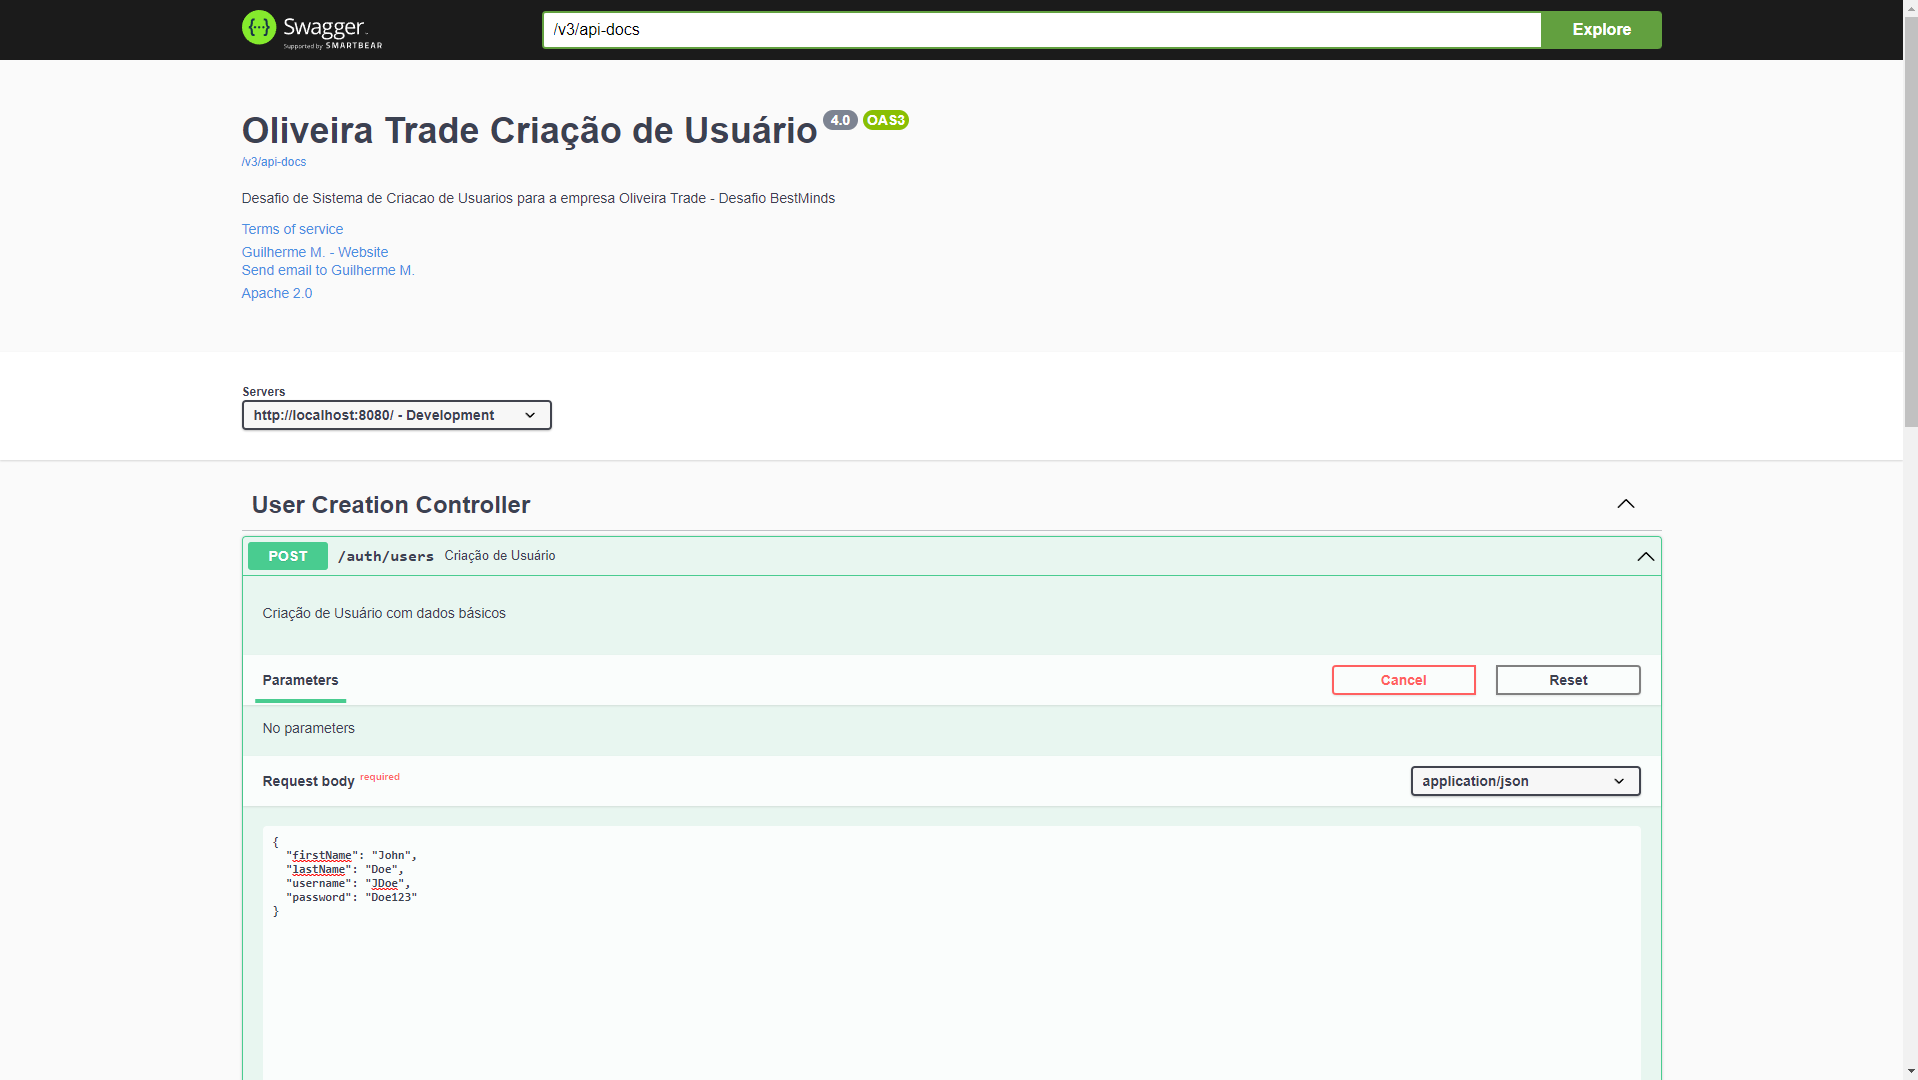 Swagger.
Supported by SMARTBEAR
/v3/api-docs
Explore
Oliveira Trade Criação de Usuário 4.0 OAS3
/v3/api-docs
Desafio de Sistema de Criacao de Usuarios para a empresa Oliveira Trade - Desafio BestMinds
Terms of service
Guilherme M. - Website
Send email to Guilherme M.
Apache 2.0
Servers
http://localhost:8080/ - Development
User Creation Controller
POST /auth/users Criação de Usuário
Criação de Usuário com dados básicos
Parameters
Cancel
Reset
No parameters
Request body required
application/json
{
"firstName": "John",
"lastName": "Doe",
"username": "JDoe",
"password": "Doe123"
}